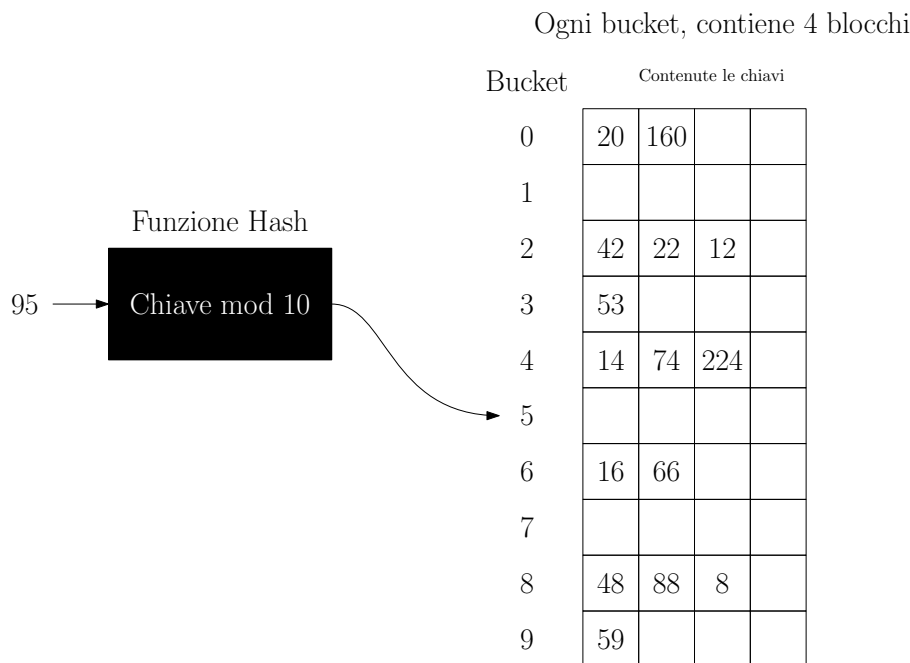 Ogni bucket, contiene 4 blocchi
Bucket
Contenute le chiavi
0 20 160
1
Funzione Hash
2 42 22 12
95
Chiave mod 10
3 53
4 14 74 224
5
6 16 66
7
8 48 88 8
9 59